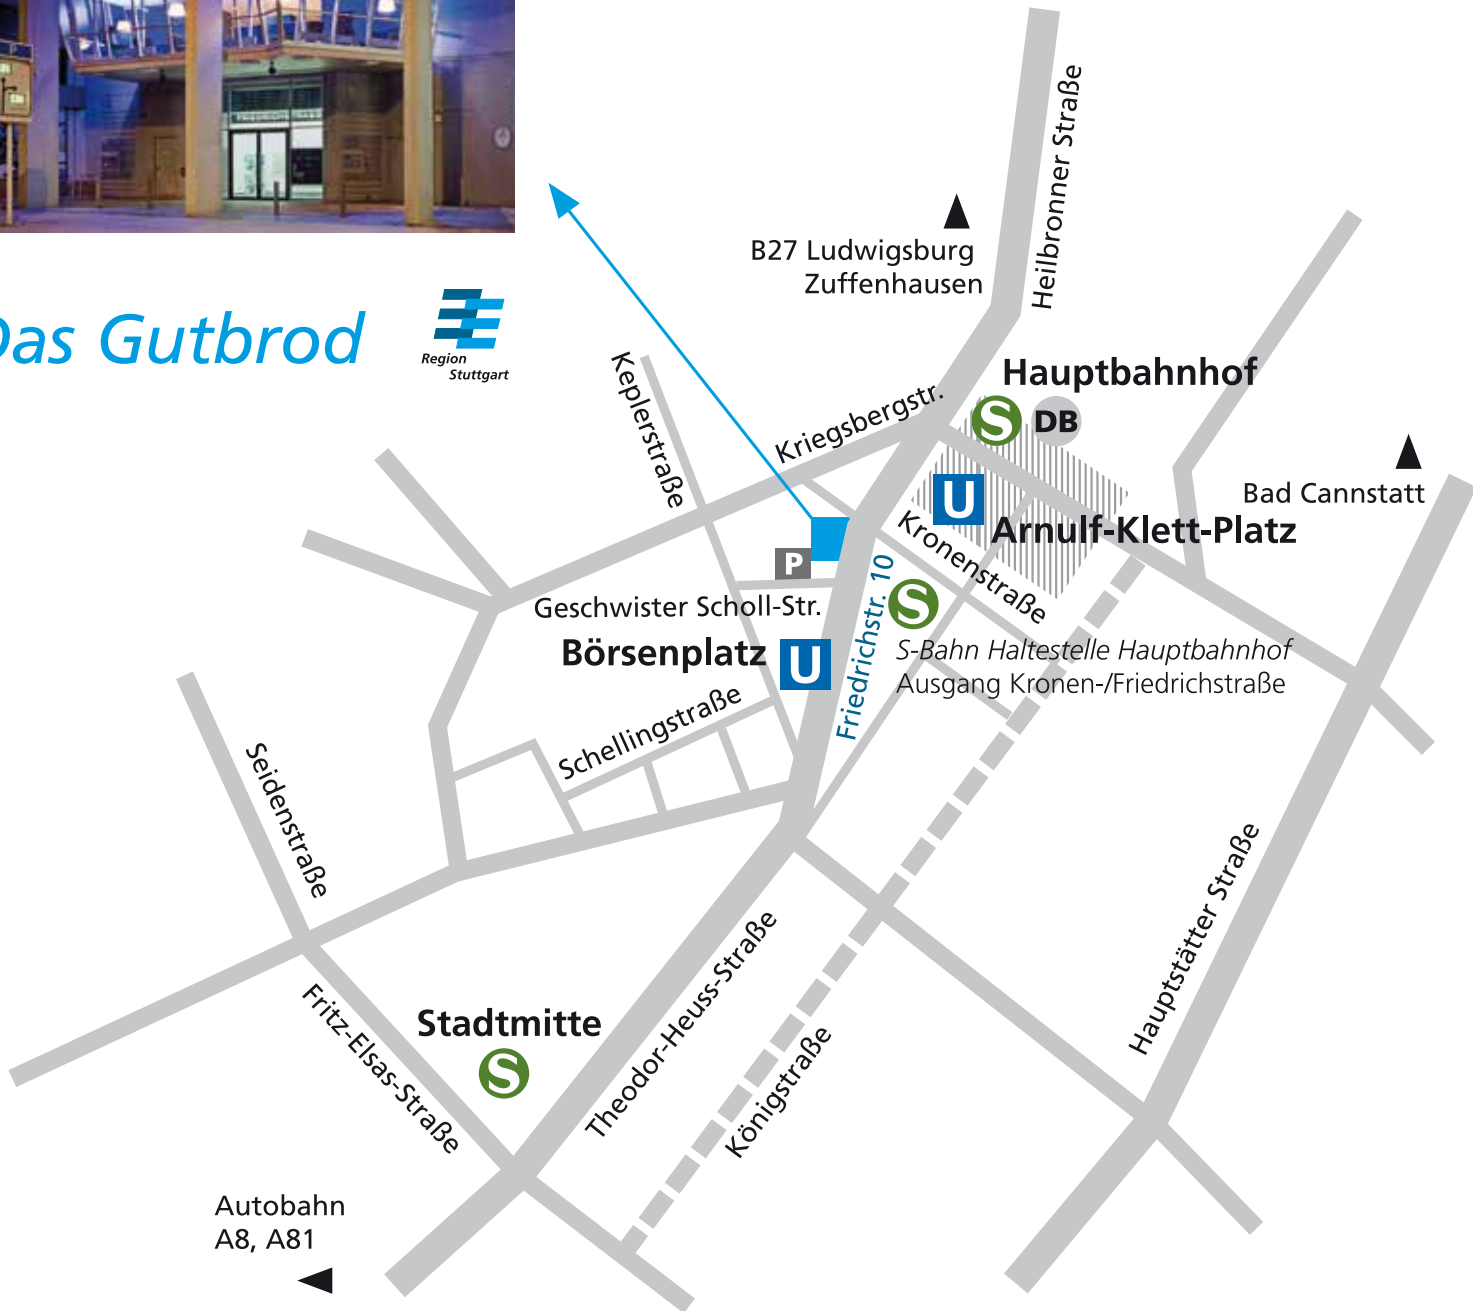 Das Gutbrod
Region
Stuttgart
Heilbronner Straße
B27 Ludwigsburg
Zuffenhausen
Hauptbahnhof
S
DB
Keplerstraße
Kriegsbergstr.
Bad Cannstatt
U
Arnulf-Klett-Platz
Kronenstraße
P
Friedrichstr. 10
S
Geschwister Scholl-Str.
Börsenplatz
U
S-Bahn Haltestelle Hauptbahnhof
Ausgang Kronen-/Friedrichstraße
Schellingstraße
Seidenstraße
Hauptstätter Straße
Theodor-Heuss-Straße
Fritz-Elsas-Straße
Stadtmitte
S
Königstraße
Autobahn
A8, A81